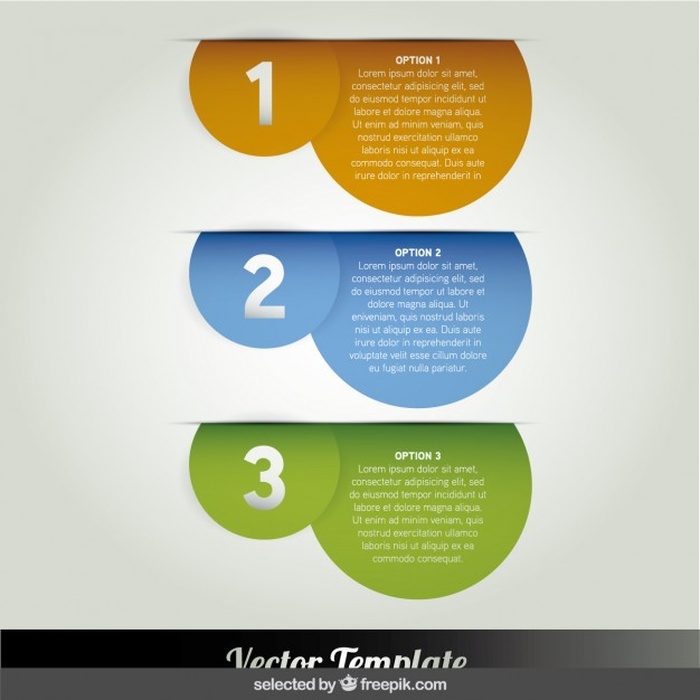 1
OPTION 1
Lorem ipsum dolor sit amet,
consectetur adipisicing elit, sed
do eiusmod tempor incididunt ut
labore et dolore magna aliqua.
Ut enim ad minim veniam, quis
nostrud exercitation ullamco
laboris nisi ut aliquip ex ea
commodo consequat. Duis aute
irure dolor in reprehenderit in
2
OPTION 2
Lorem ipsum dolor sit amet,
consectetur adipisicing elit, sed
do eiusmod tempor incididunt ut
dolore magna aliqua. Ut
eniveniam, quis nostrud ullamco
nisi ut aliquip ex ea. Duis aute
irure dolor in reprehenderit in
voluptate velit esse cillum dolore
eu fugiat nulla pariatur.
3
OPTION 3
Lorem ipsum dolor sit amet,
consectetur adipisicing elit, sed
do eiusmod tempor incididunt ut
labore et dolore magna aliqua.
Ut enim ad minim veniam, quis
nostrud exercitation ullamco
laboris nisi ut aliquip ex ea
commodo consequat.
Vector Template
selected by freepik.com